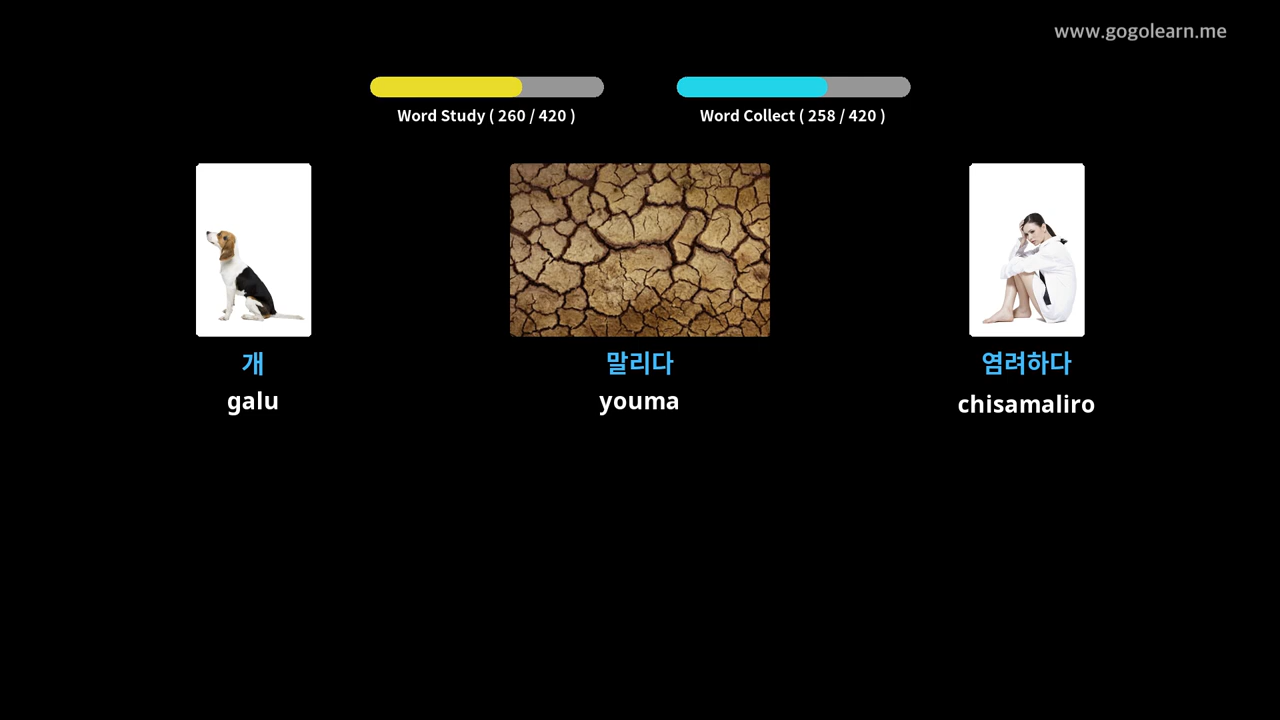 www.gogolearn.me
Word Study ( 260 / 420 )
Word Collect ( 258 / 420 )
개
말리다
염려하다
galu
youma
chisamaliro